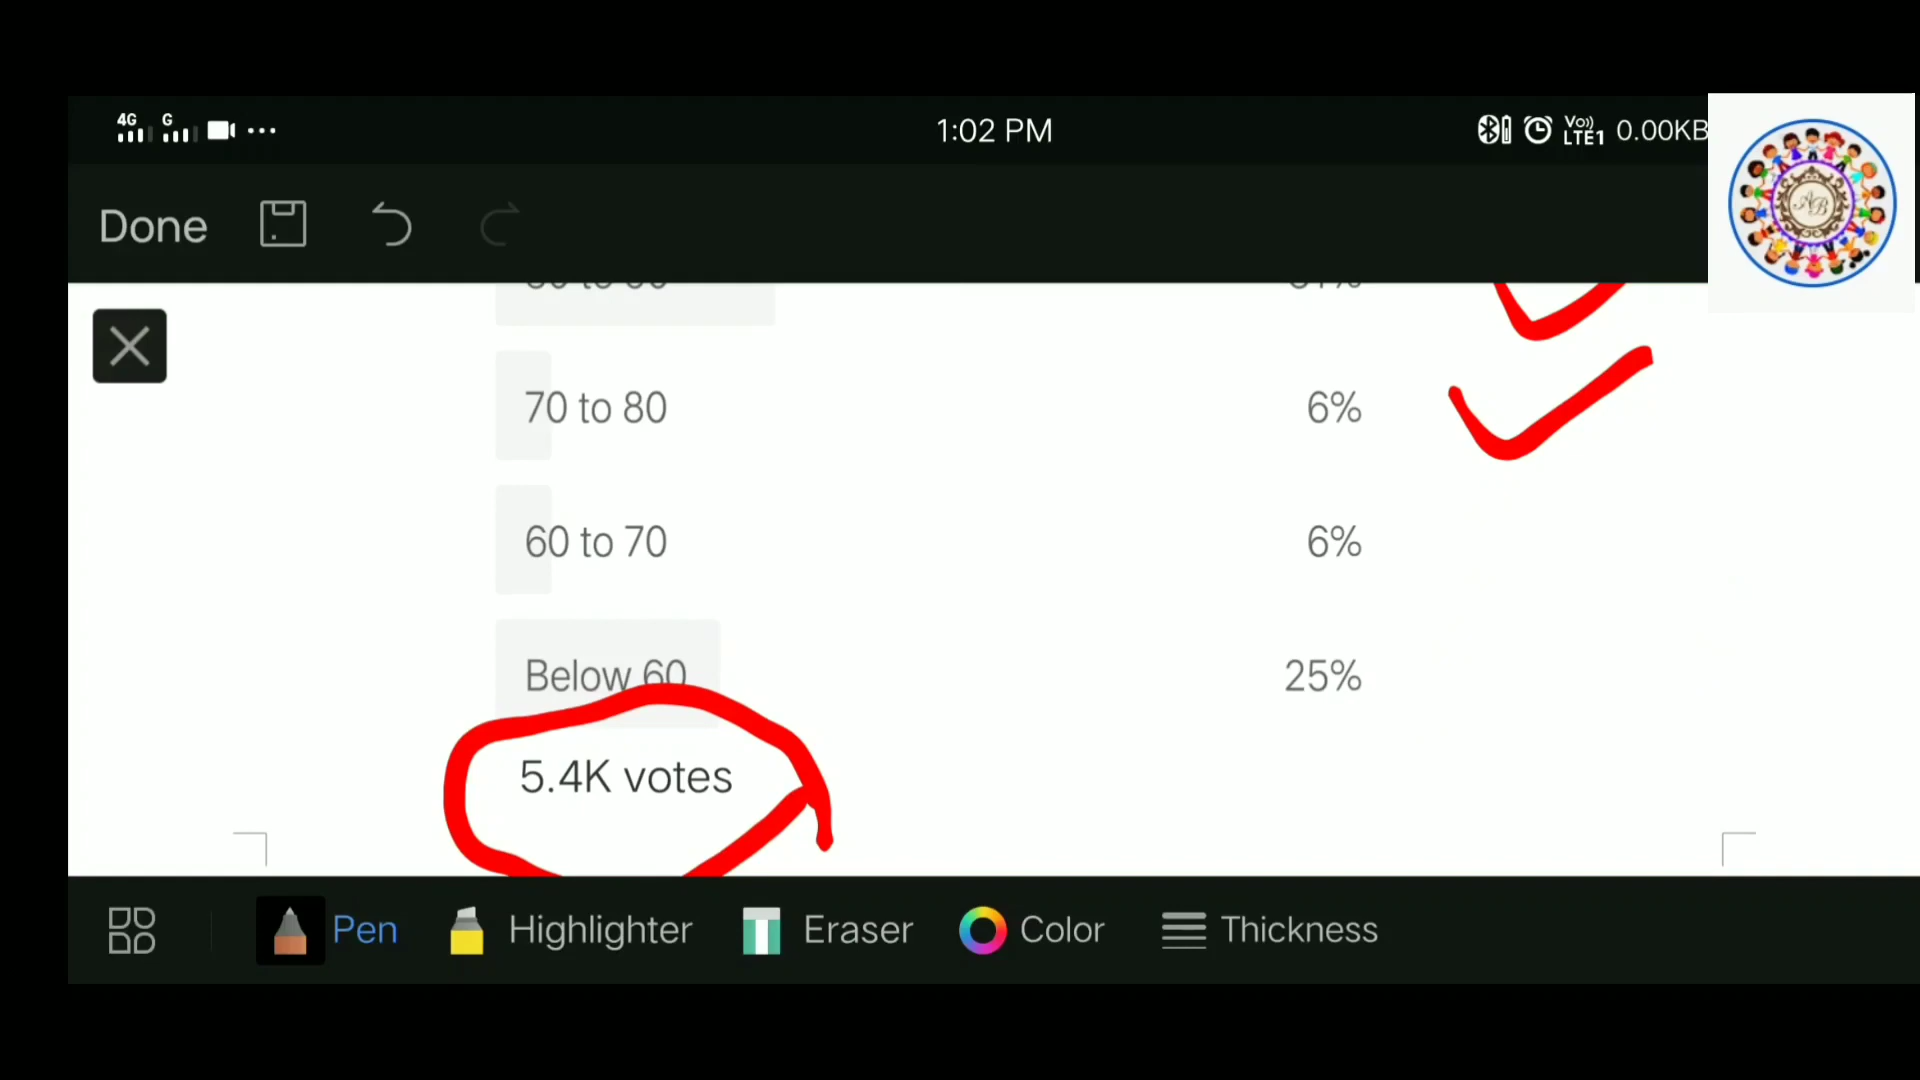 4G G 1:02 PM Vo)) LTE1 0.00KB
Done
70 to 80 6%
60 to 70 6%
Below 60 25%
5.4K votes
Pen Highlighter Eraser Color Thickness
AB